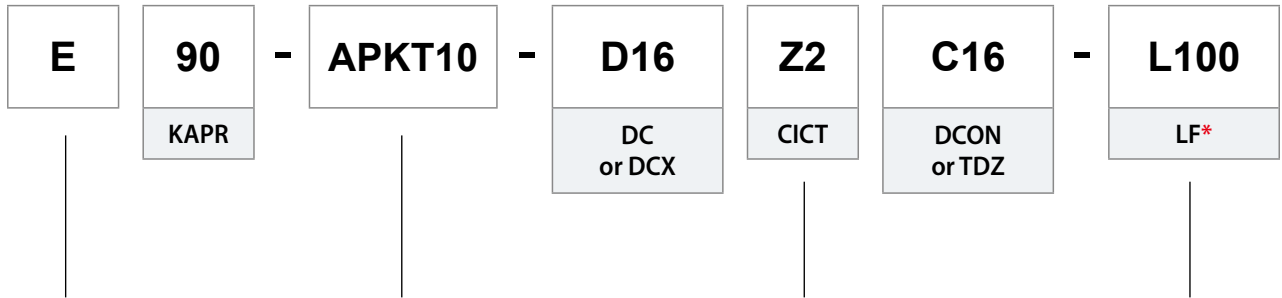 E 90 - APKT10 - D16 Z2 C16 - L100
KAPR DC or DCX CICT DCON or TDZ LF*